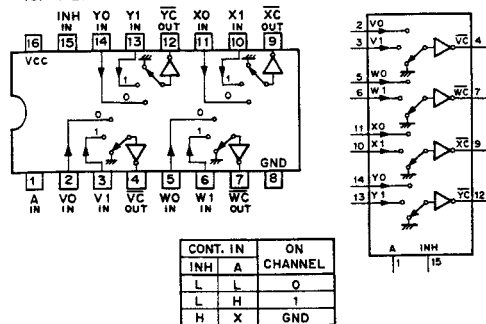 INH Y0 Y1 YC X0 X1 XC
IN IN IN OUT IN IN OUT
16 15 14 13 12 11 10 9
VCC
0
1
0
1
0
1
0
1
GND
1 2 3 4 5 6 7 8
A V0 V1 VC W0 W1 WC
IN IN IN OUT IN IN OUT
2 V0
3 V1
VC 4
5 W0
6 W1
WC 7
11 X0
10 X1
XC 9
14 Y0
13 Y1
YC 12
A INH
1 15
CONT. IN ON
INH A CHANNEL
L L 0
L H 1
H X GND